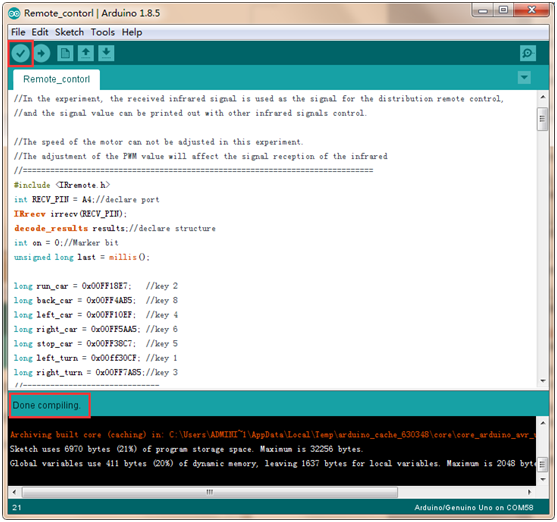 Remote_contorl | Arduino 1.8.5
File Edit Sketch Tools Help
Remote_contorl
//In the experiment, the received infrared signal is used as the signal for the distribution remote control,
//and the signal value can be printed out with other infrared signals control.
//The speed of the motor can not be adjusted in this experiment.
//The adjustment of the PWM value will affect the signal reception of the infrared
//==============================================================================
#include <IRremote.h>
int RECV_PIN = A4;//declare port
IRrecv irrecv(RECV_PIN);
decode_results results;//declare structure
int on = 0;//Marker bit
unsigned long last = millis();
long run_car = 0x00FF18E7; //key 2
long back_car = 0x00FF4AB5; //key 8
long left_car = 0x00FF10EF; //key 4
long right_car = 0x00FF5AA5; //key 6
long stop_car = 0x00FF38C7; //key 5
long left_turn = 0x00ff30CF; //key 1
long right_turn = 0x00FF7A85;//key 3
//------------------------------
Done compiling.
Archiving built core (caching) in: C:\Users\ADMINI~1\AppData\Local\Temp\arduino_cache_630348\core\core_arduino_avr_
Sketch uses 6970 bytes (21%) of program storage space. Maximum is 32256 bytes.
Global variables use 411 bytes (20%) of dynamic memory, leaving 1637 bytes for local variables. Maximum is 2048 byt
21 Arduino/Genuino Uno on COM58